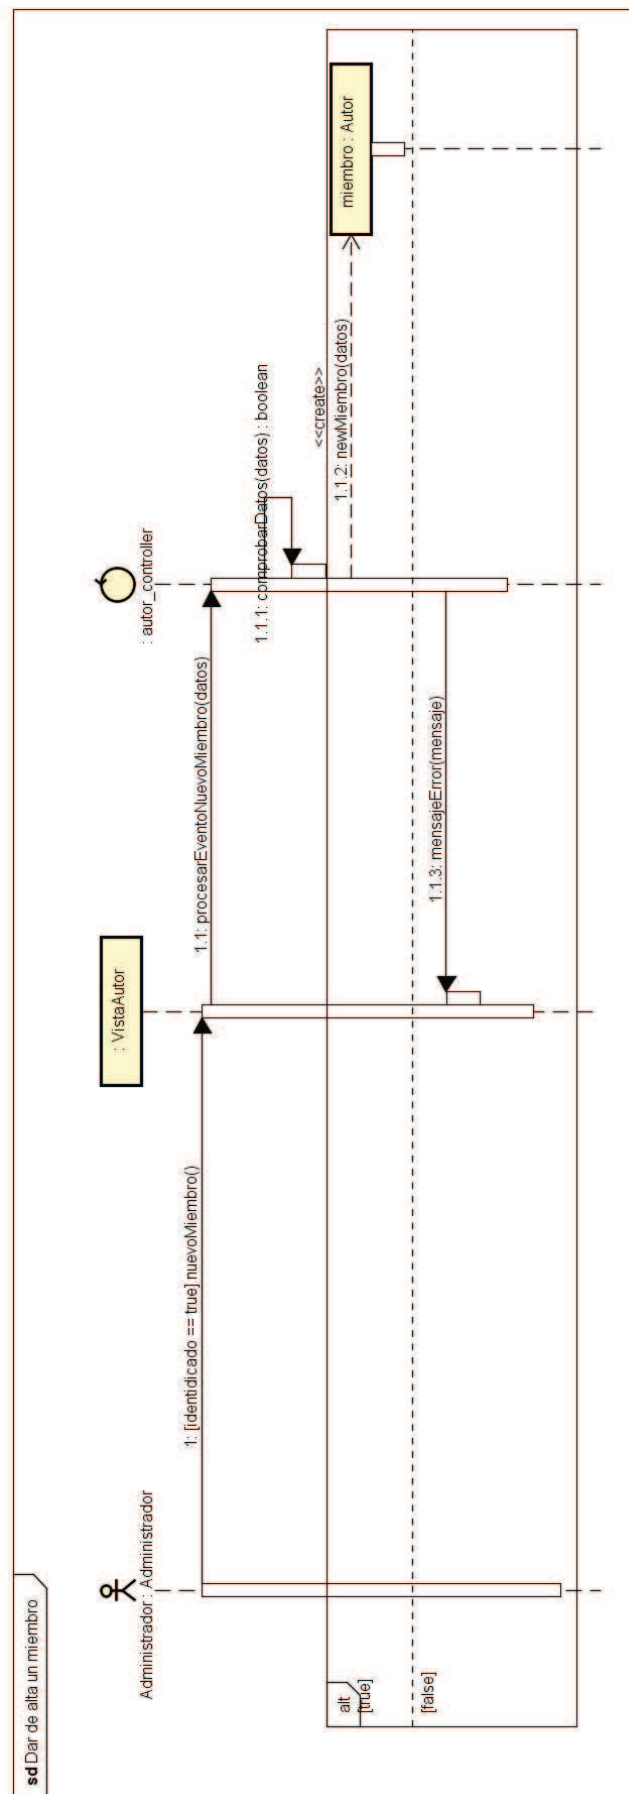 sd Dar de alta un miembro
Administrador : Administrador
: VistaAutor
: autor_controller
1: [identidicado == true] nuevoMiembro()
1.1: procesarEventoNuevoMiembro(datos)
1.1.1: comprobarDatos(datos) : boolean
alt
[true]
<<create>>
1.1.2: newMiembro(datos)
miembro : Autor
[false]
1.1.3: mensajeError(mensaje)